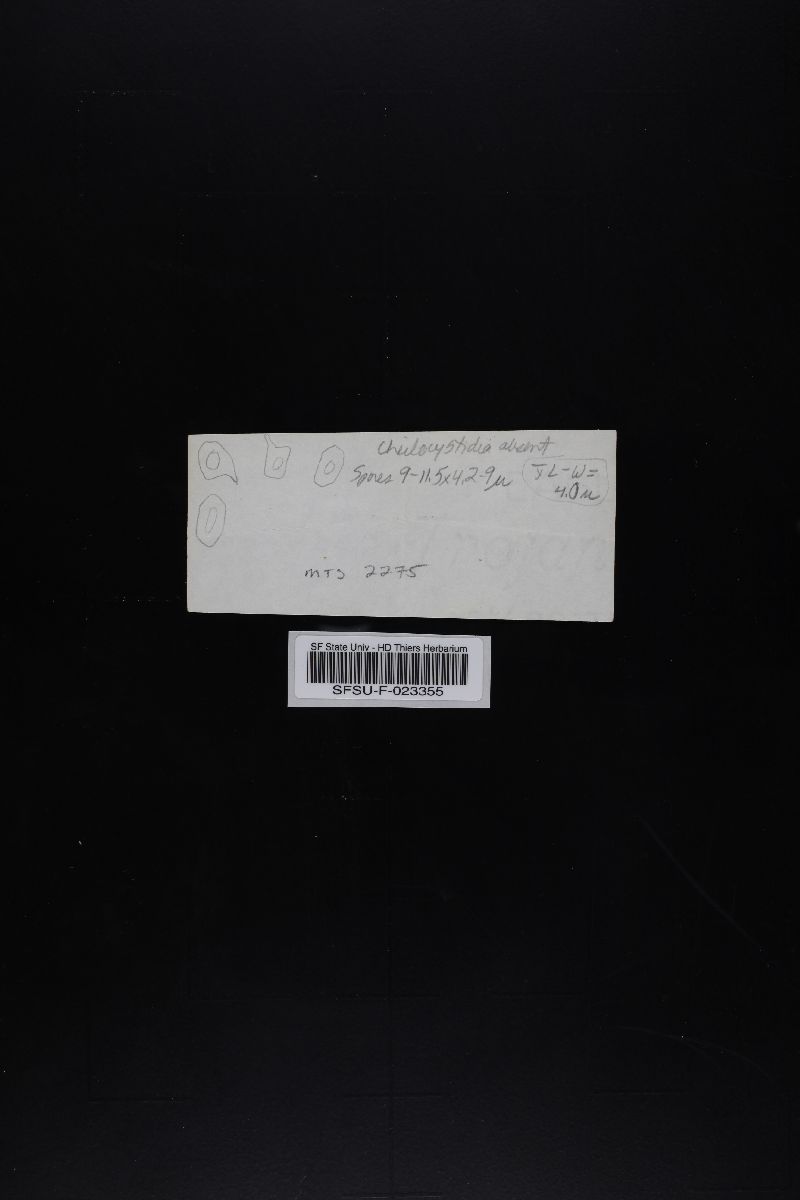 Cheilocystidia absent
Spores 9-11.5x4.2-9µ
L-W=
4.0µ
MTS 2275
SF State Univ - HD Thiers Herbarium
SFSU-F-023355